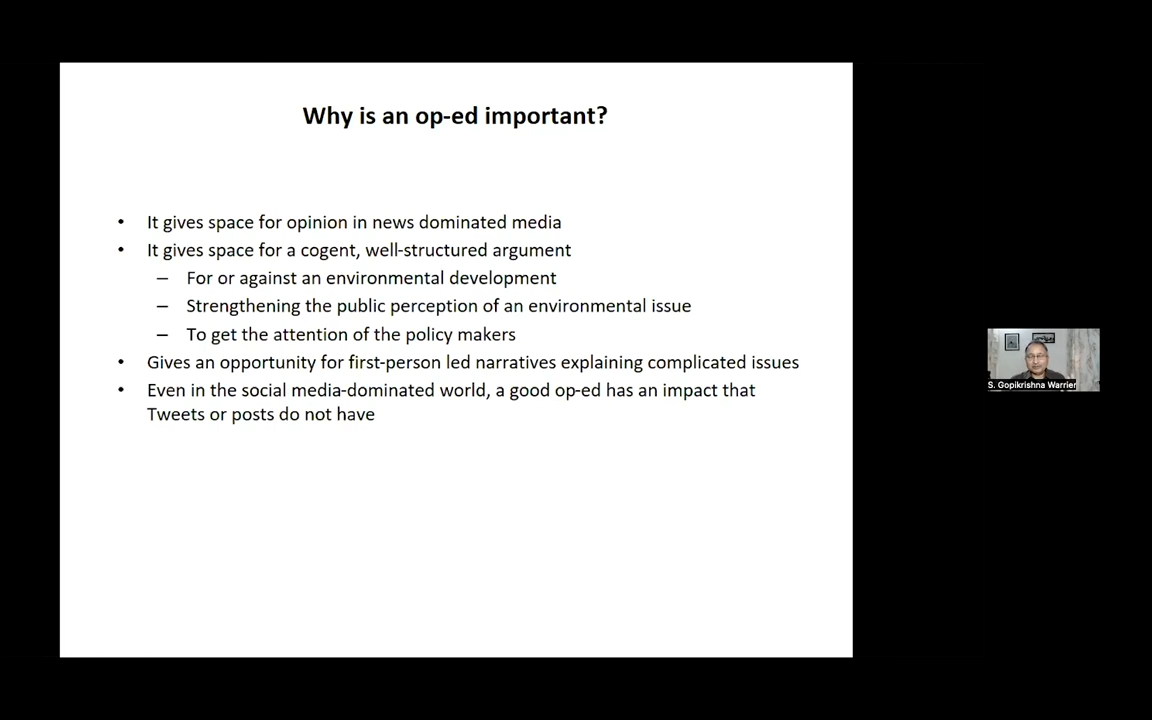 Why is an op-ed important?
• It gives space for opinion in news dominated media
• It gives space for a cogent, well-structured argument
– For or against an environmental development
– Strengthening the public perception of an environmental issue
– To get the attention of the policy makers
• Gives an opportunity for first-person led narratives explaining complicated issues
• Even in the social media-dominated world, a good op-ed has an impact that
Tweets or posts do not have
S. Gopikrishna Warrier